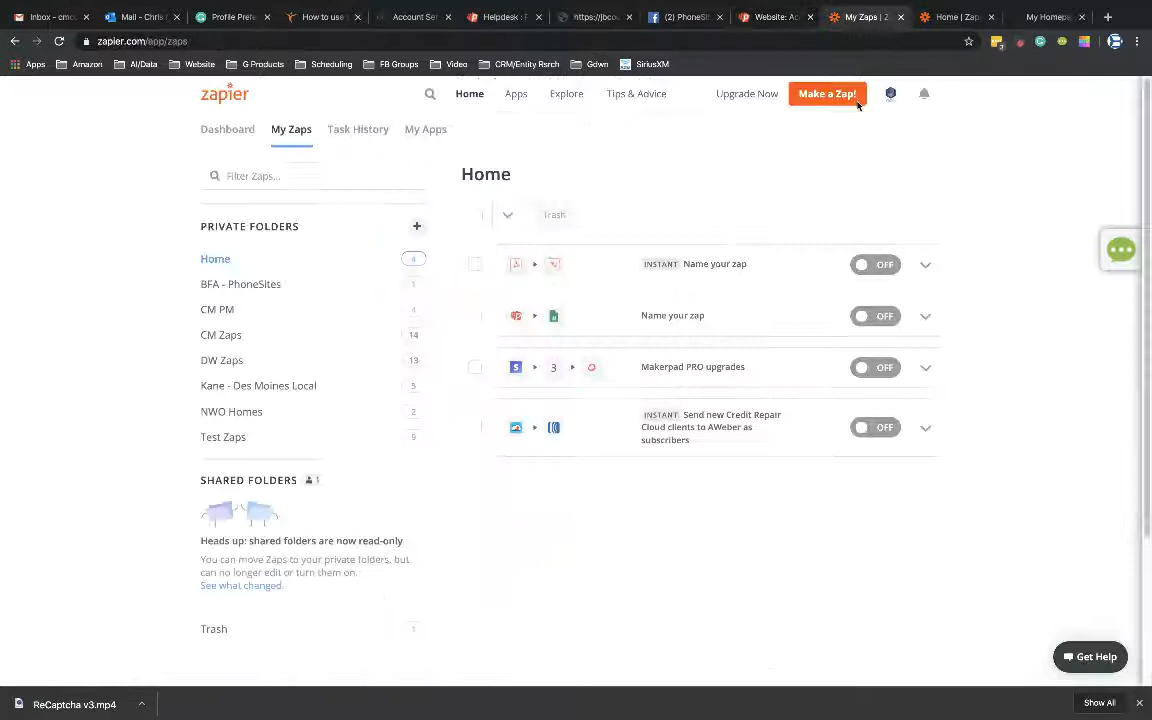 Inbox - cmo
Mail - Chris
Profile Prefe
How to use
Account Se
Helpdesk : F
https://jbco
(2) PhoneSi
Website: A
My Zaps | Z
Home | Zap
My Homep
zapier.com/app/zaps
Apps Amazon AI/Data Website G Products Scheduling FB Groups Video CRM/Entity Rsrch Gdwn SiriusXM
zapier
Home Apps Explore Tips & Advice Upgrade Now Make a Zap!
Dashboard My Zaps Task History My Apps
Filter Zaps...
Home
Trash
PRIVATE FOLDERS +
Home 4
BFA - PhoneSites 1
CM PM 4
CM Zaps 14
DW Zaps 13
Kane - Des Moines Local 5
NWO Homes 2
Test Zaps 9
INSTANT Name your zap OFF
Name your zap OFF
3 Makerpad PRO upgrades OFF
INSTANT Send new Credit Repair
Cloud clients to AWeber as
subscribers
OFF
SHARED FOLDERS 1
Heads up: shared folders are now read-only
You can move Zaps to your private folders, but
can no longer edit or turn them on.
See what changed.
Trash 1
Get Help
ReCaptcha v3.mp4
Show All